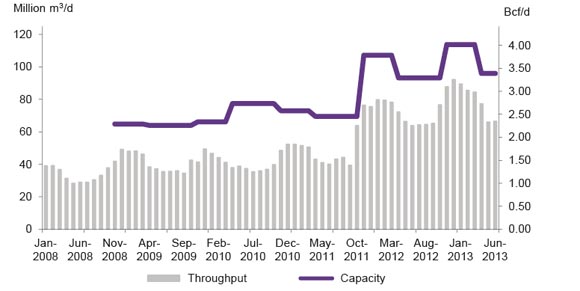 Million m³/d
Bcf/d
120
100
80
60
40
20
0
4.00
3.50
3.00
2.50
2.00
1.50
1.00
0.50
0.00
Jan-2008
Jun-2008
Nov-2008
Apr-2009
Sep-2009
Feb-2010
Jul-2010
Dec-2010
May-2011
Oct-2011
Mar-2012
Aug-2012
Jan-2013
Jun-2013
Throughput
Capacity